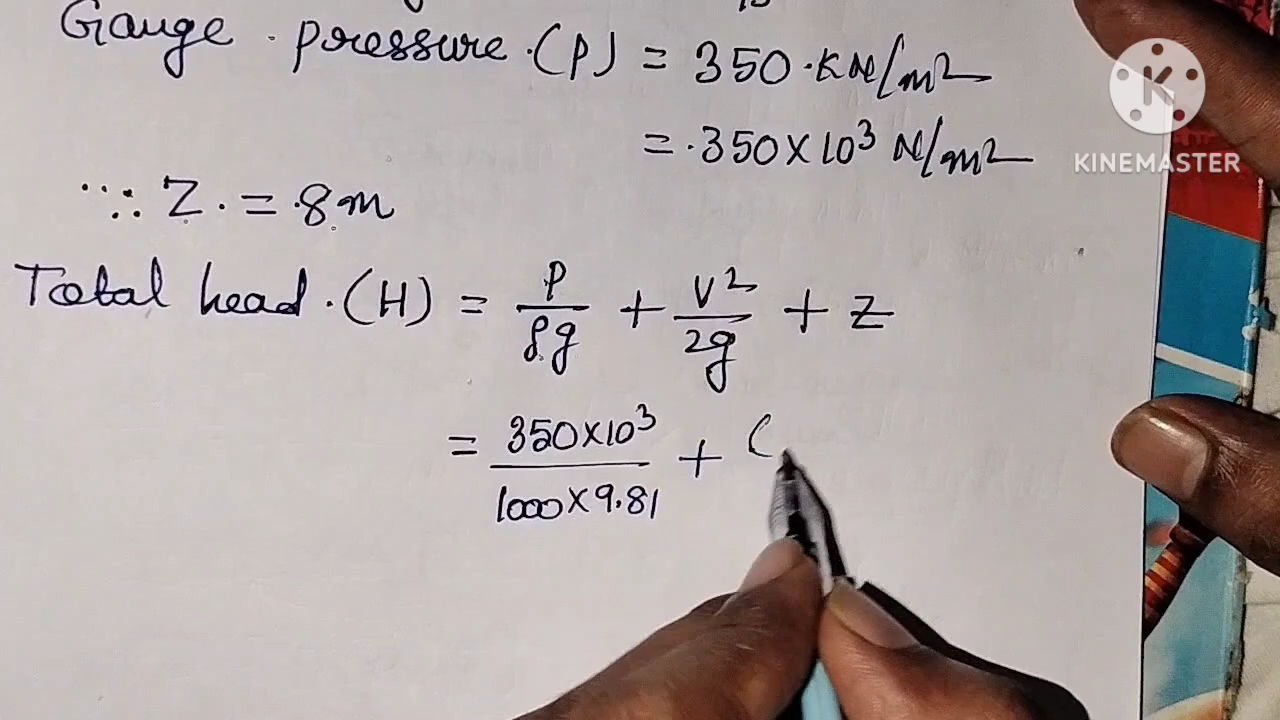 Gauge pressure (P) = 350 KN/m²
= 350×10³ N/m²
∵ Z = 8m
Total head (H) = P/ρg + V²/2g + Z
= 350×10³/1000×9.81 + (
KINEMASTER